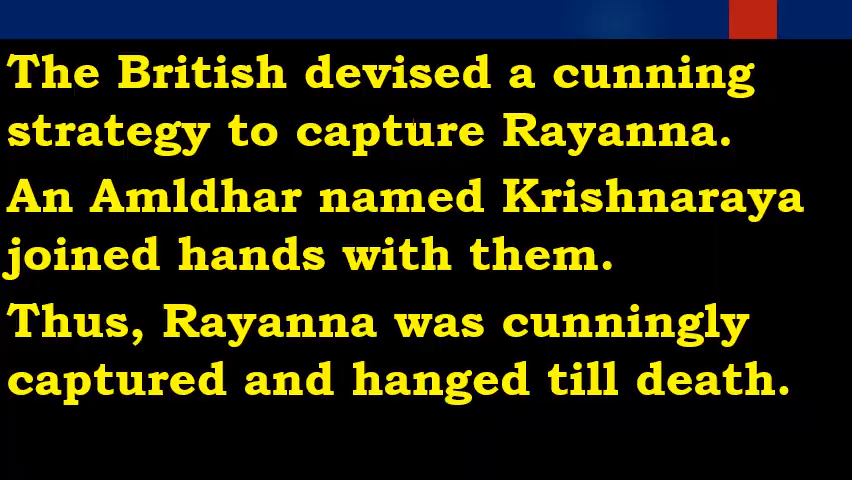 The British devised a cunning
strategy to capture Rayanna.
An Amldhar named Krishnaraya
joined hands with them.
Thus, Rayanna was cunningly
captured and hanged till death.